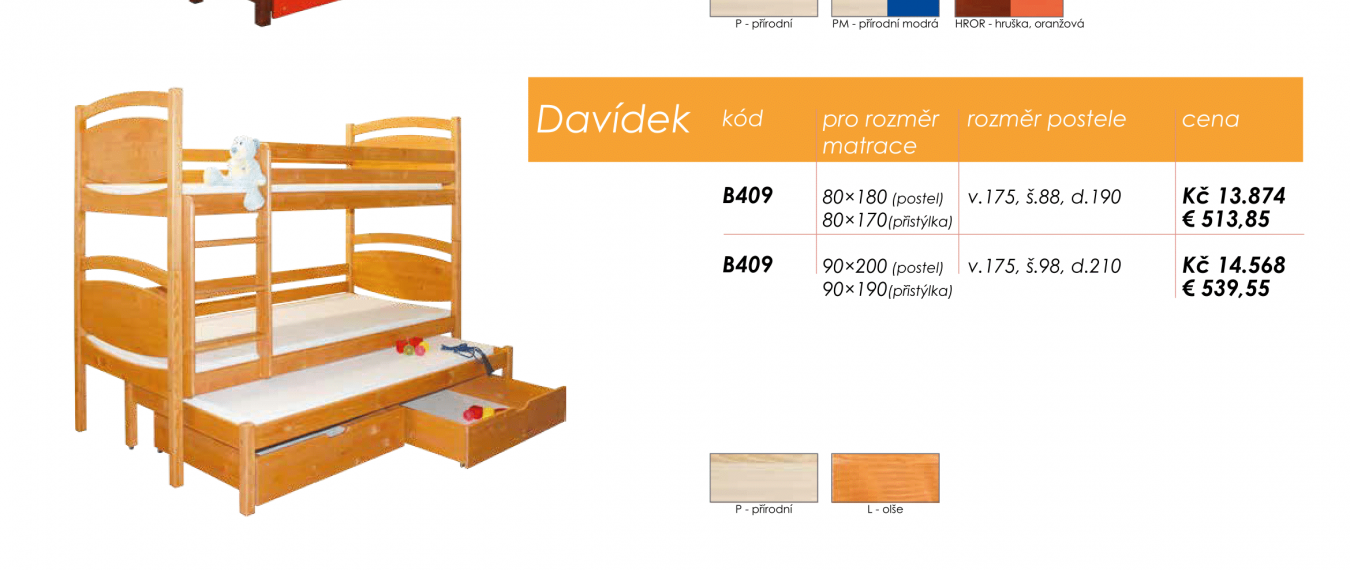 P - přírodní
PM - přírodní modrá
HROR - hruška, oranžová
Davídek
kód
pro rozměr
matrace
rozměr postele
cena
B409
80×180 (postel)
v.175, š.88, d.190
Kč 13.874
80×170(přistýlka)
€ 513,85
B409
90×200 (postel)
v.175, š.98, d.210
Kč 14.568
90×190(přistýlka)
€ 539,55
P - přírodní
L - olše